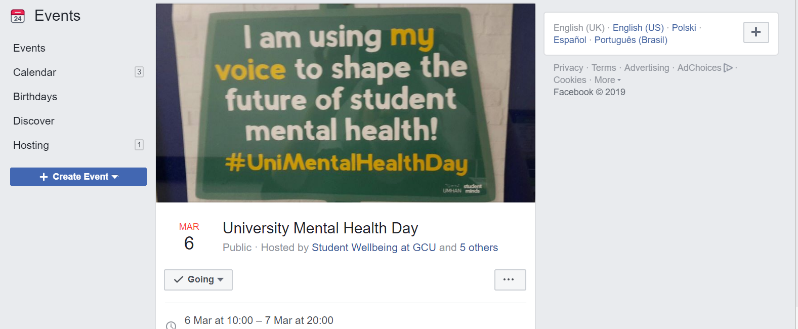 24
Events
Events
Calendar
3
Birthdays
Discover
Hosting
1
+ Create Event
I am using my
voice to shape the
future of student
mental health!
#UniMentalHealthDay
student
minds
MAR
6
University Mental Health Day
Public · Hosted by Student Wellbeing at GCU and 5 others
Going
6 Mar at 10:00 – 7 Mar at 20:00
English (UK) · English (US) · Polski ·
Español · Português (Brasil)
Privacy · Terms · Advertising · AdChoices ·
Cookies · More
Facebook © 2019